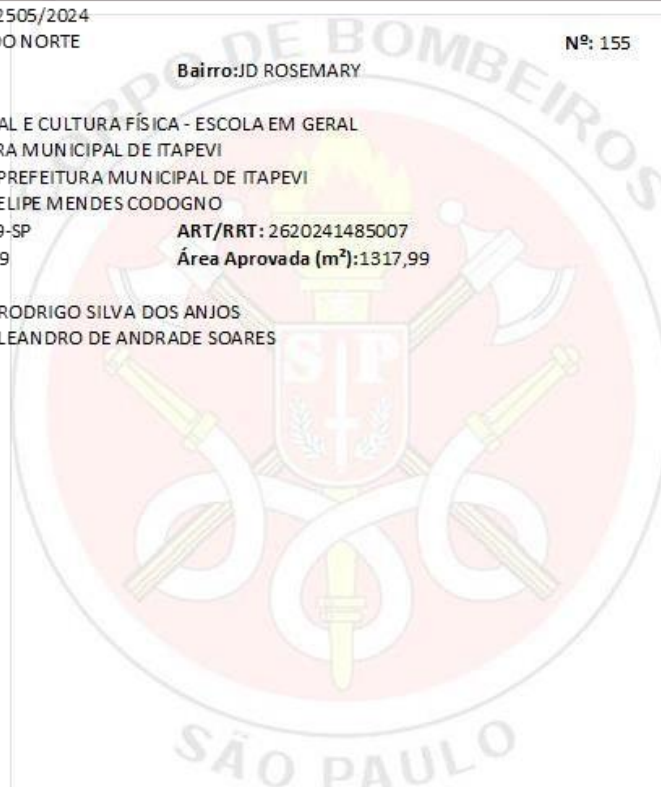 2505/2024
DO NORTE Nº: 155
Bairro:JD ROSEMARY
AL E CULTURA FÍSICA - ESCOLA EM GERAL
RA MUNICIPAL DE ITAPEVI
PREFEITURA MUNICIPAL DE ITAPEVI
ELIPE MENDES CODOGNO
9-SP ART/RRT: 2620241485007
9 Área Aprovada (m²):1317,99
RODRIGO SILVA DOS ANJOS
LEANDRO DE ANDRADE SOARES
CORPO DE BOMBEIROS
SP
SÃO PAULO